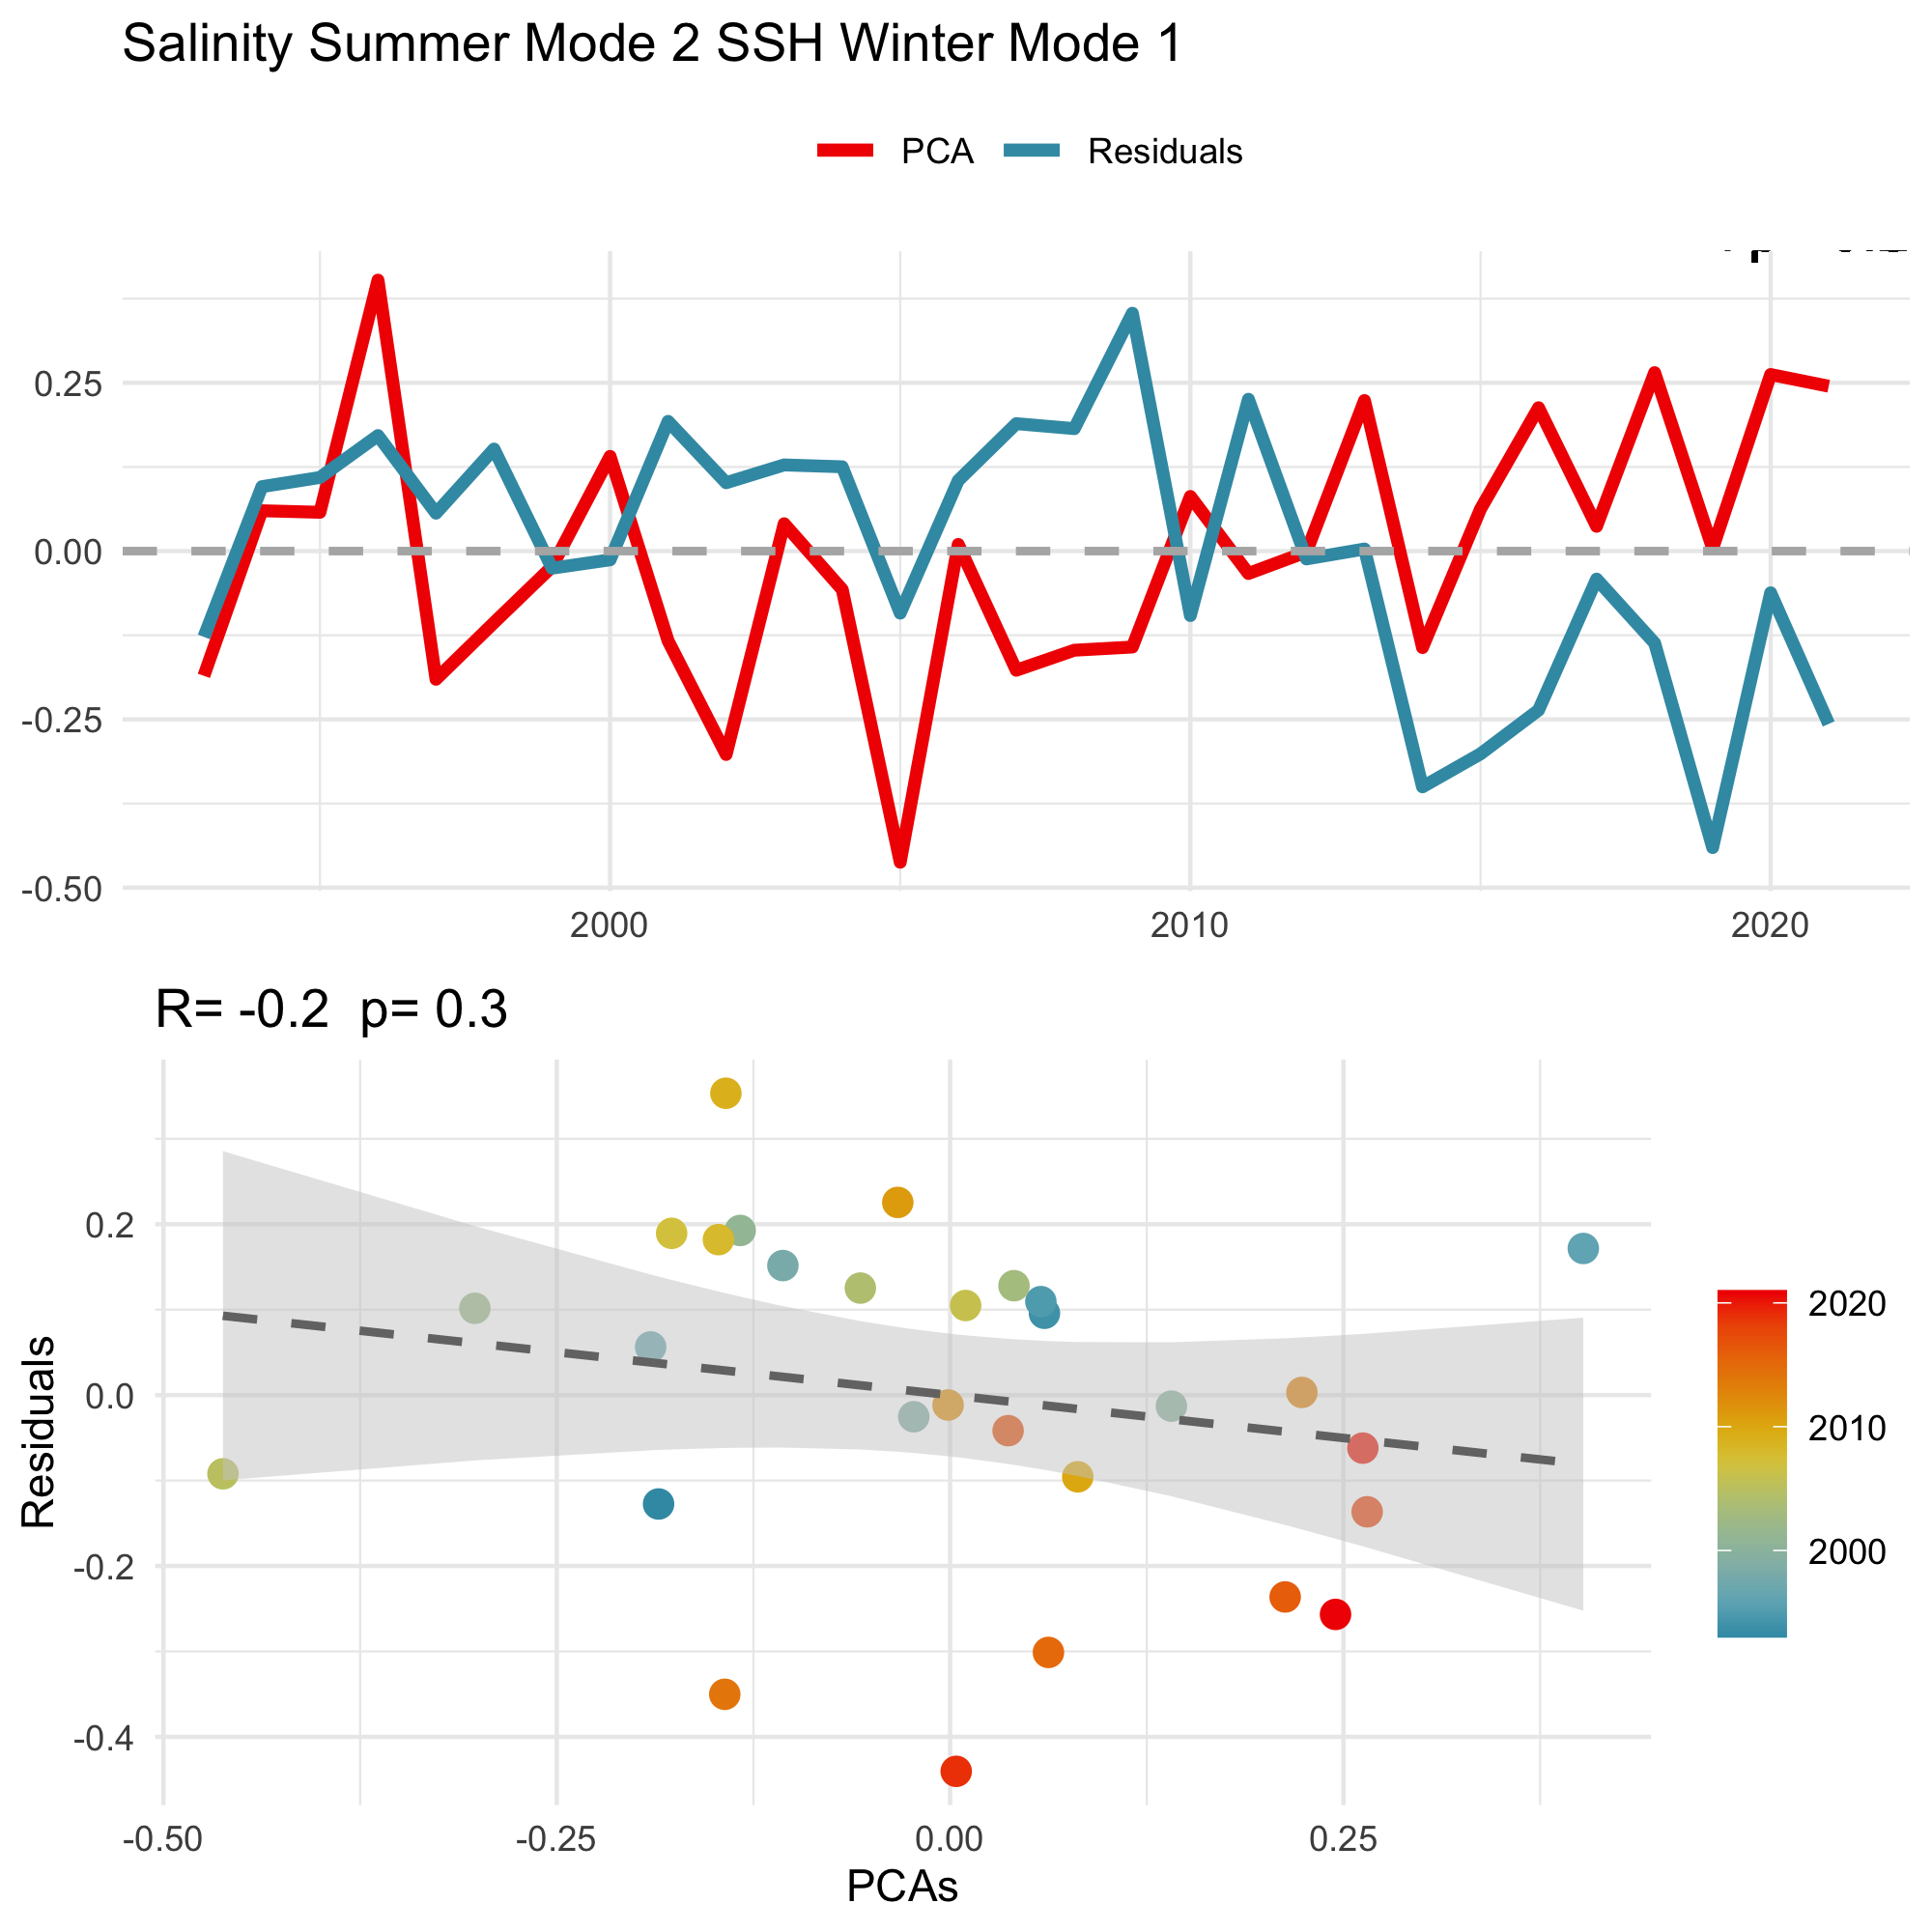 Salinity Summer Mode 2 SSH Winter Mode 1
PCA Residuals
0.25
0.00
-0.25
-0.50
2000 2010 2020
R= -0.2 p= 0.3
Residuals
0.2
0.0
-0.2
-0.4
-0.50 -0.25 0.00 0.25
PCAs
2020
2010
2000